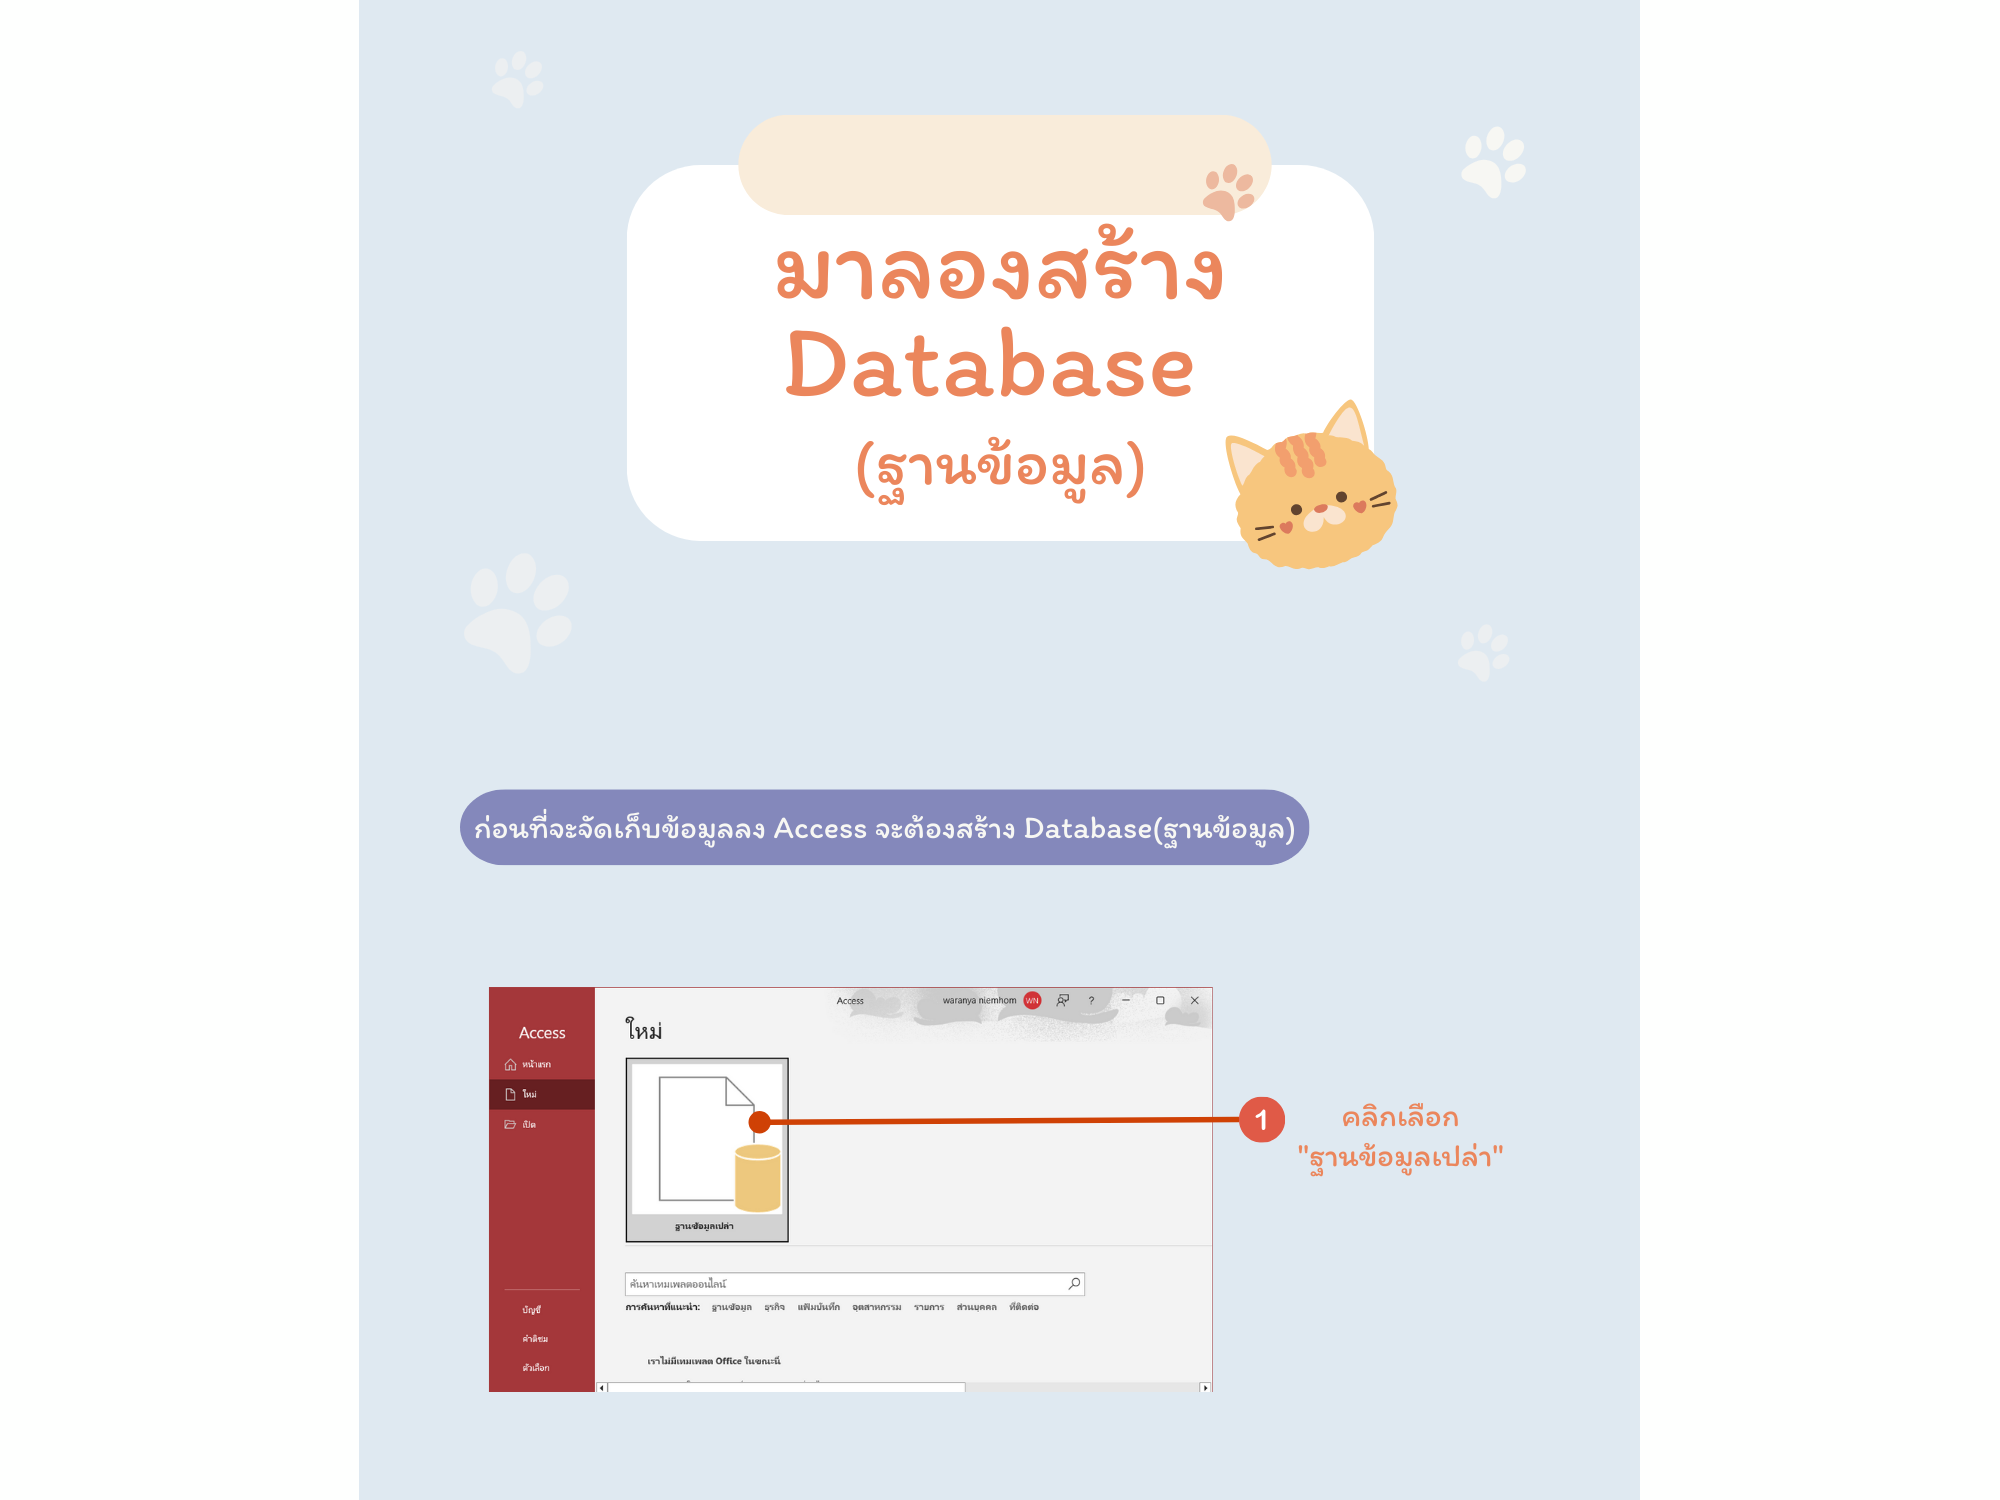 มาลองสร้าง
Database
(ฐานข้อมูล)
ก่อนที่จะจัดเก็บข้อมูลลง Access จะต้องสร้าง Database(ฐานข้อมูล)
Access waranya niemhom WN ?
Access
ใหม่
หน้าแรก
ใหม่
เปิด
1
คลิกเลือก
"ฐานข้อมูลเปล่า"
ฐานข้อมูลเปล่า
ค้นหาเทมเพลตออนไลน์
การค้นหาที่แนะนำ: ฐานข้อมูล ธุรกิจ แฟ้มบันทึก อุตสาหกรรม รายการ ส่วนบุคคล ที่ติดต่อ
บัญชี
คำติชม
ตัวเลือก
เราไม่มีเทมเพลต Office ในขณะนี้